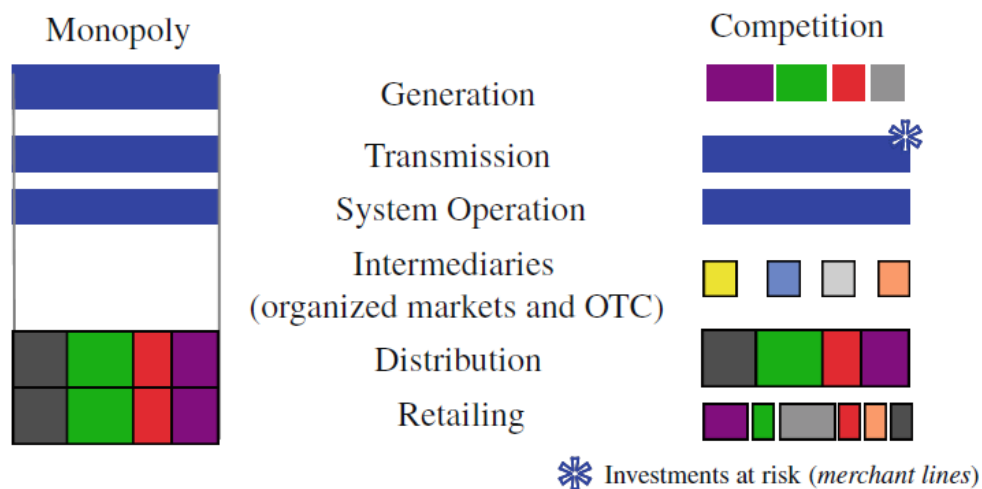 Monopoly
Competition
Generation
Transmission
System Operation
Intermediaries
(organized markets and OTC)
Distribution
Retailing
Investments at risk (merchant lines)